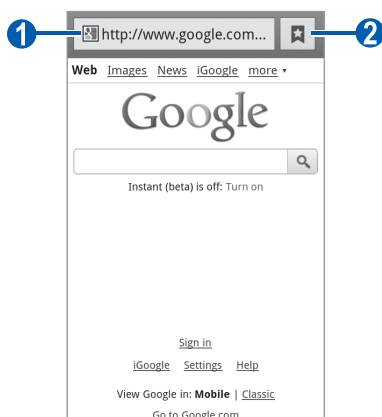 1 http://www.google.com... 2
Web Images News iGoogle more ▾
Google
Instant (beta) is off: Turn on
Sign in
iGoogle Settings Help
View Google in: Mobile | Classic
Go to Google.com